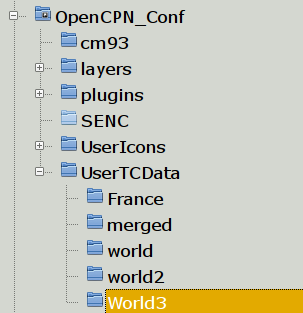 OpenCPN_Conf
cm93
layers
plugins
SENC
UserIcons
UserTCData
France
merged
world
world2
World3